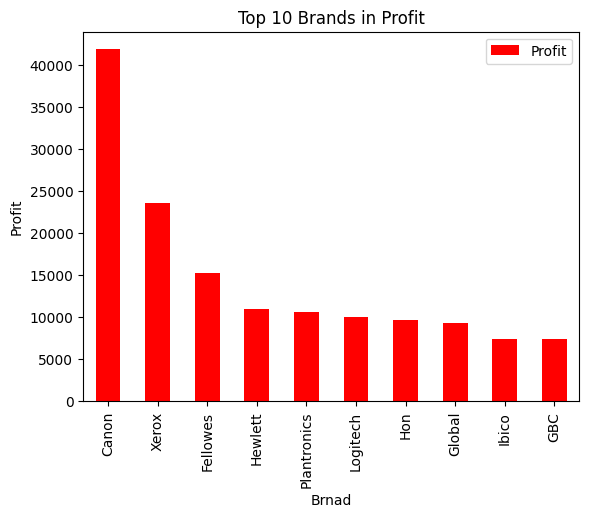 Top 10 Brands in Profit
Profit
40000
35000
30000
25000
20000
15000
10000
5000
0
Profit
Canon
Xerox
Fellowes
Hewlett
Plantronics
Logitech
Hon
Global
Ibico
GBC
Brnad